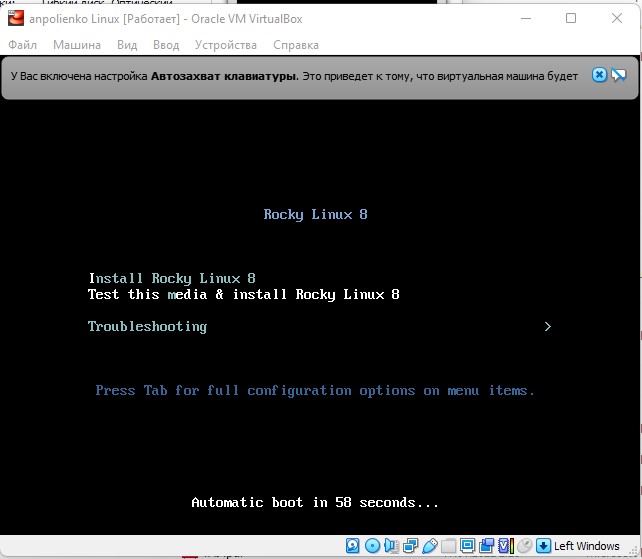 anpolienko Linux [Работает] - Oracle VM VirtualBox
Файл Машина Вид Ввод Устройства Справка
У Вас включена настройка Автозахват клавиатуры. Это приведет к тому, что виртуальная машина будет
Rocky Linux 8
Install Rocky Linux 8
Test this media & install Rocky Linux 8
Troubleshooting >
Press Tab for full configuration options on menu items.
Automatic boot in 58 seconds...
Left Windows